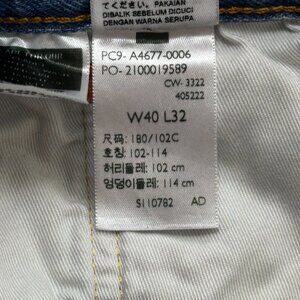 てください。PAKAIAN
DIBALIK SEBELUM DICUCI
DENGAN WARNA SERUPA.
PC9- A4677-0006
PO- 2100019589
CW- 3322
405222
W40 L32
尺码: 180/102C
호칭: 102-114
허리둘레: 102 cm
엉덩이둘레: 114 cm
S110782 AD